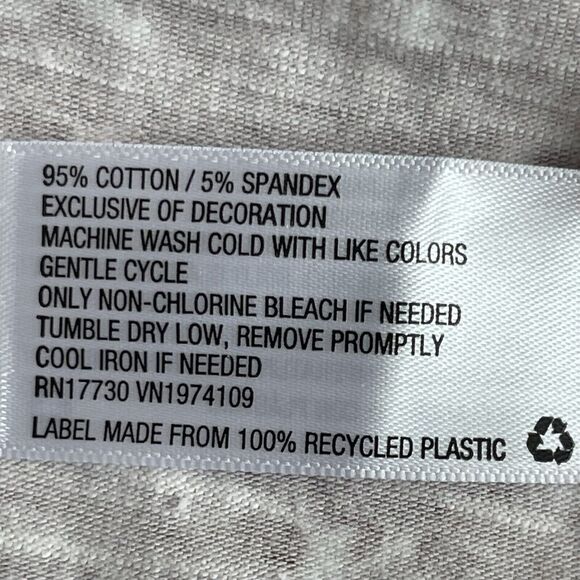 95% COTTON / 5% SPANDEX
EXCLUSIVE OF DECORATION
MACHINE WASH COLD WITH LIKE COLORS
GENTLE CYCLE
ONLY NON-CHLORINE BLEACH IF NEEDED
TUMBLE DRY LOW, REMOVE PROMPTLY
COOL IRON IF NEEDED
RN17730 VN1974109
LABEL MADE FROM 100% RECYCLED PLASTIC